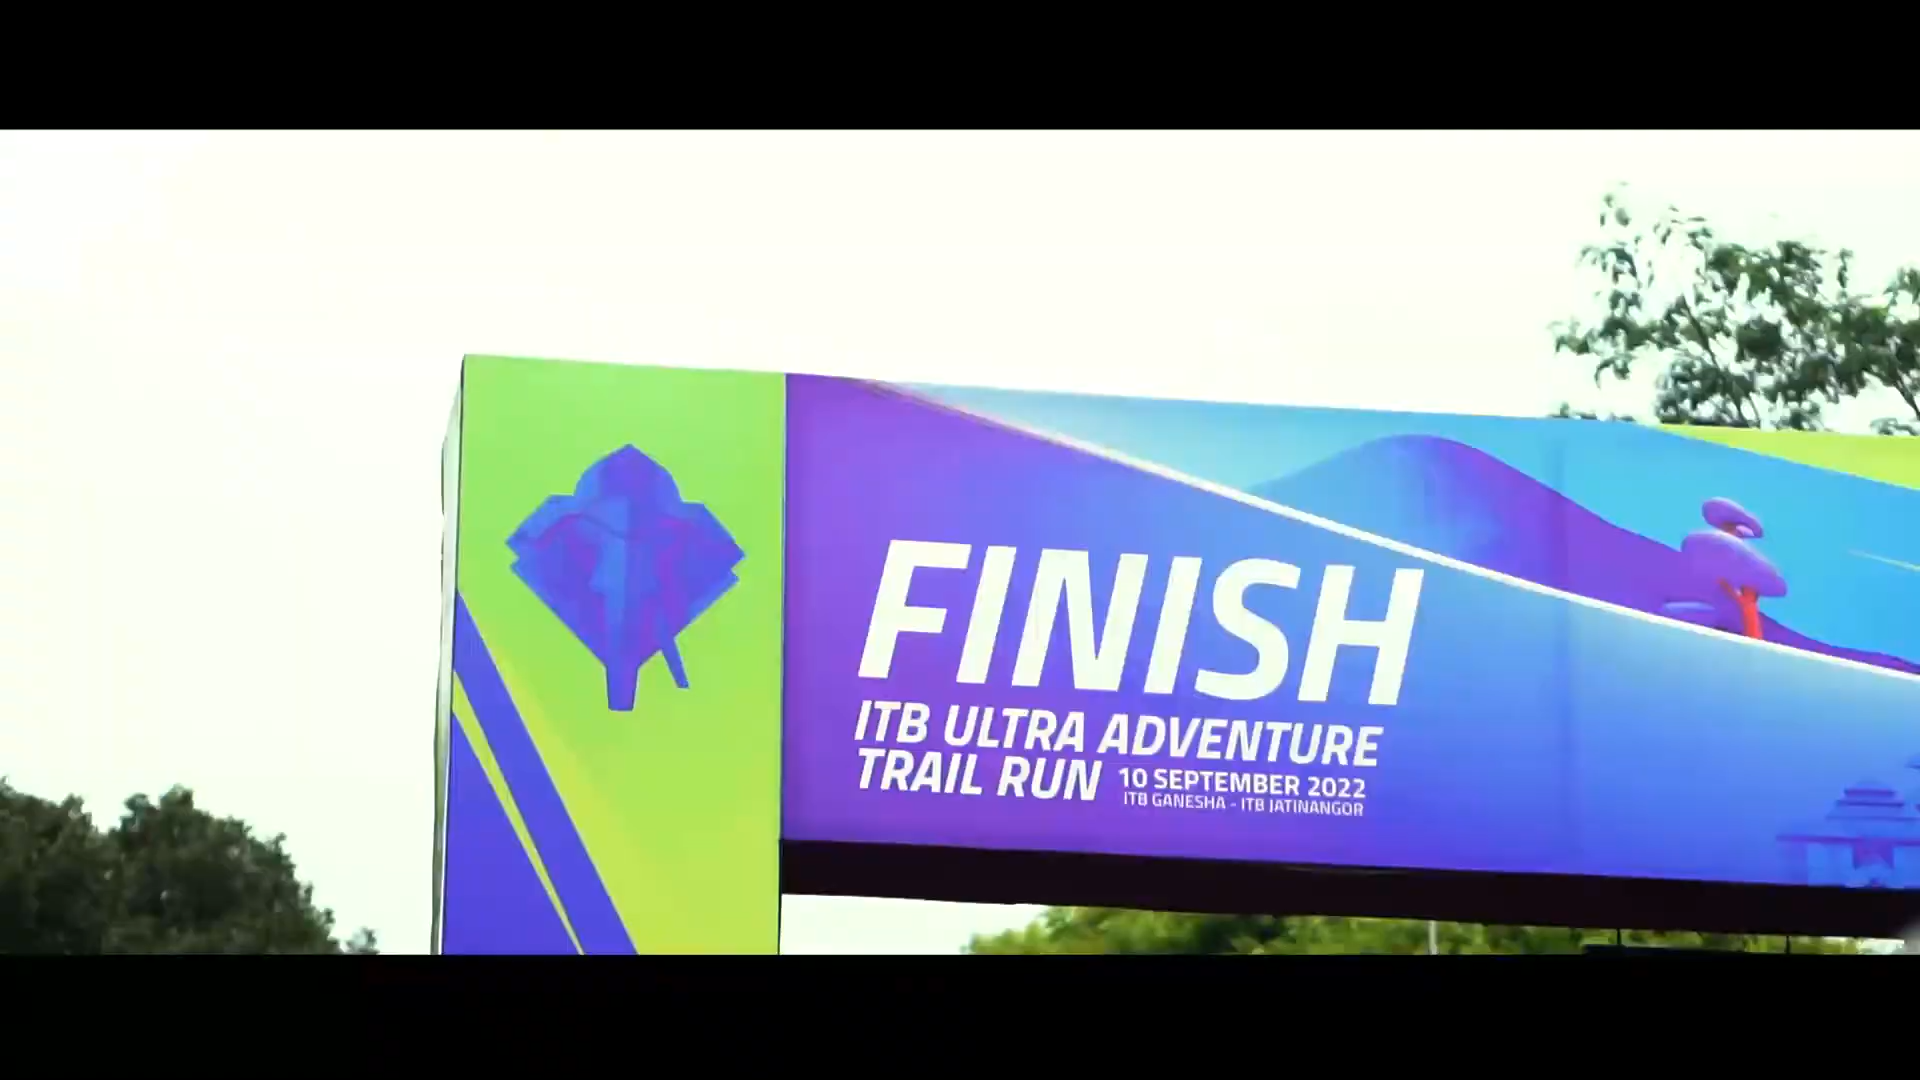 FINISH
ITB ULTRA ADVENTURE
TRAIL RUN 10 SEPTEMBER 2022
ITB GANESHA - ITB JATINANGOR